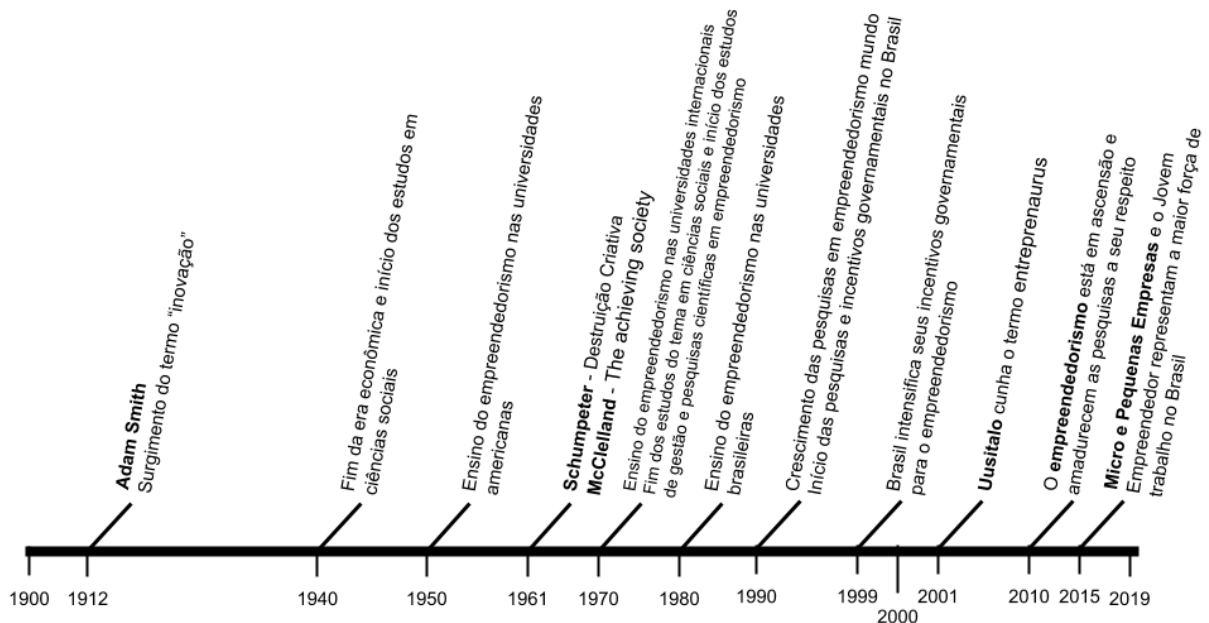 Adam Smith
Surgimento do termo “inovação”
Fim da era econômica e início dos estudos em
ciências sociais
Ensino do empreendedorismo nas universidades
americanas
Schumpeter - Destruição Criativa
McClelland - The achieving society
Ensino do empreendedorismo nas universidades internacionais
Fim dos estudos do tema em ciências sociais e início dos estudos
de gestão e pesquisas científicas em empreendedorismo
Ensino do empreendedorismo nas universidades
brasileiras
Crescimento das pesquisas em empreendedorismo mundo
Início das pesquisas e incentivos governamentais no Brasil
Brasil intensifica seus incentivos governamentais
para o empreendedorismo
Uusitalo cunha o termo entreprenaurus
O empreendedorismo está em ascensão e
amadurecem as pesquisas a seu respeito
Micro e Pequenas Empresas e o Jovem
Empreendedor representam a maior força de
trabalho no Brasil
1900 1912 1940 1950 1961 1970 1980 1990 1999 2000 2001 2010 2015 2019